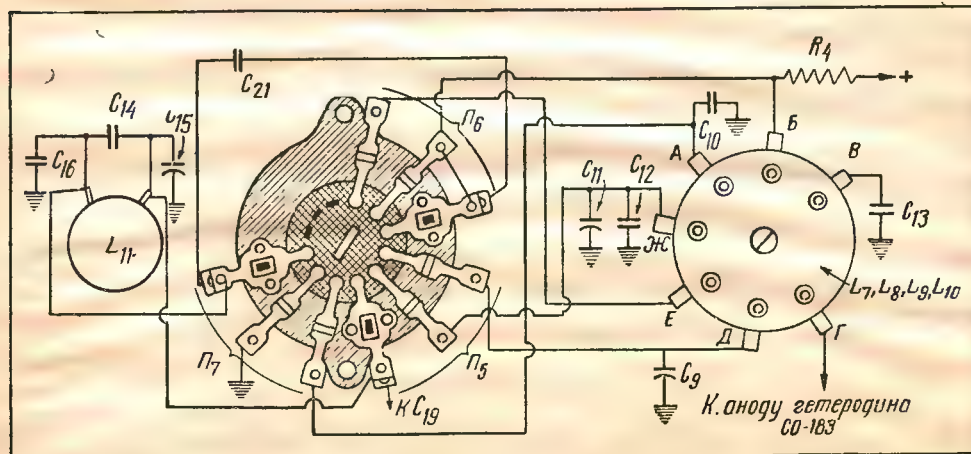 C₂₁
C₁₄
C₁₅
C₁₆
L₁₁
П₆
П₇
П₅
К C₁₉
R₄
+
C₁₀
А
Б
В
C₁₁
C₁₂
Ж
C₁₃
L₇, L₈, L₉, L₁₀
Е
Д
Г
C₉
К. аноду гетеродина
СО-183